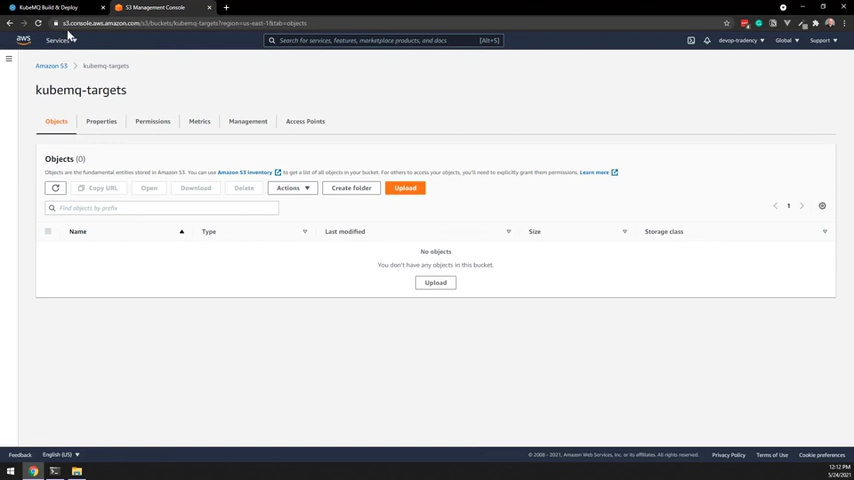 KubeMQ Build & Deploy
S3 Management Console
s3.console.aws.amazon.com/s3/buckets/kubemq-targets?region=us-east-1&tab=objects
aws
Services
Search for services, features, marketplace products, and docs
[Alt+S]
devop-tradency
Global
Support
Amazon S3
kubemq-targets
kubemq-targets
Objects
Properties
Permissions
Metrics
Management
Access Points
Objects (0)
Objects are the fundamental entities stored in Amazon S3. You can use Amazon S3 inventory to get a list of all objects in your bucket. For others to access your objects, you'll need to explicitly grant them permissions. Learn more
Copy URL
Open
Download
Delete
Actions
Create folder
Upload
Find objects by prefix
1
Name
Type
Last modified
Size
Storage class
No objects
You don't have any objects in this bucket.
Upload
Feedback
English (US)
© 2008 - 2021, Amazon Web Services, Inc. or its affiliates. All rights reserved.
Privacy Policy
Terms of Use
Cookie preferences
12:12 PM
5/24/2021